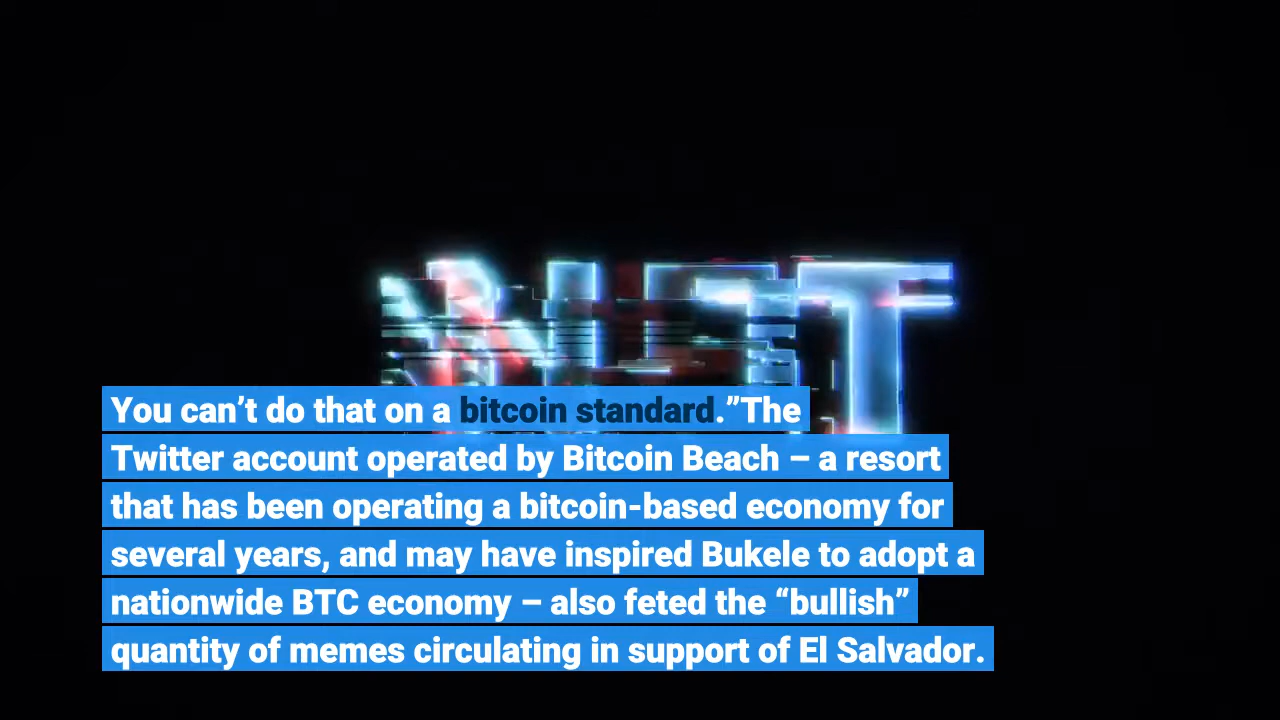 NFT
You can’t do that on a bitcoin standard.”The
Twitter account operated by Bitcoin Beach – a resort
that has been operating a bitcoin-based economy for
several years, and may have inspired Bukele to adopt a
nationwide BTC economy – also feted the “bullish”
quantity of memes circulating in support of El Salvador.